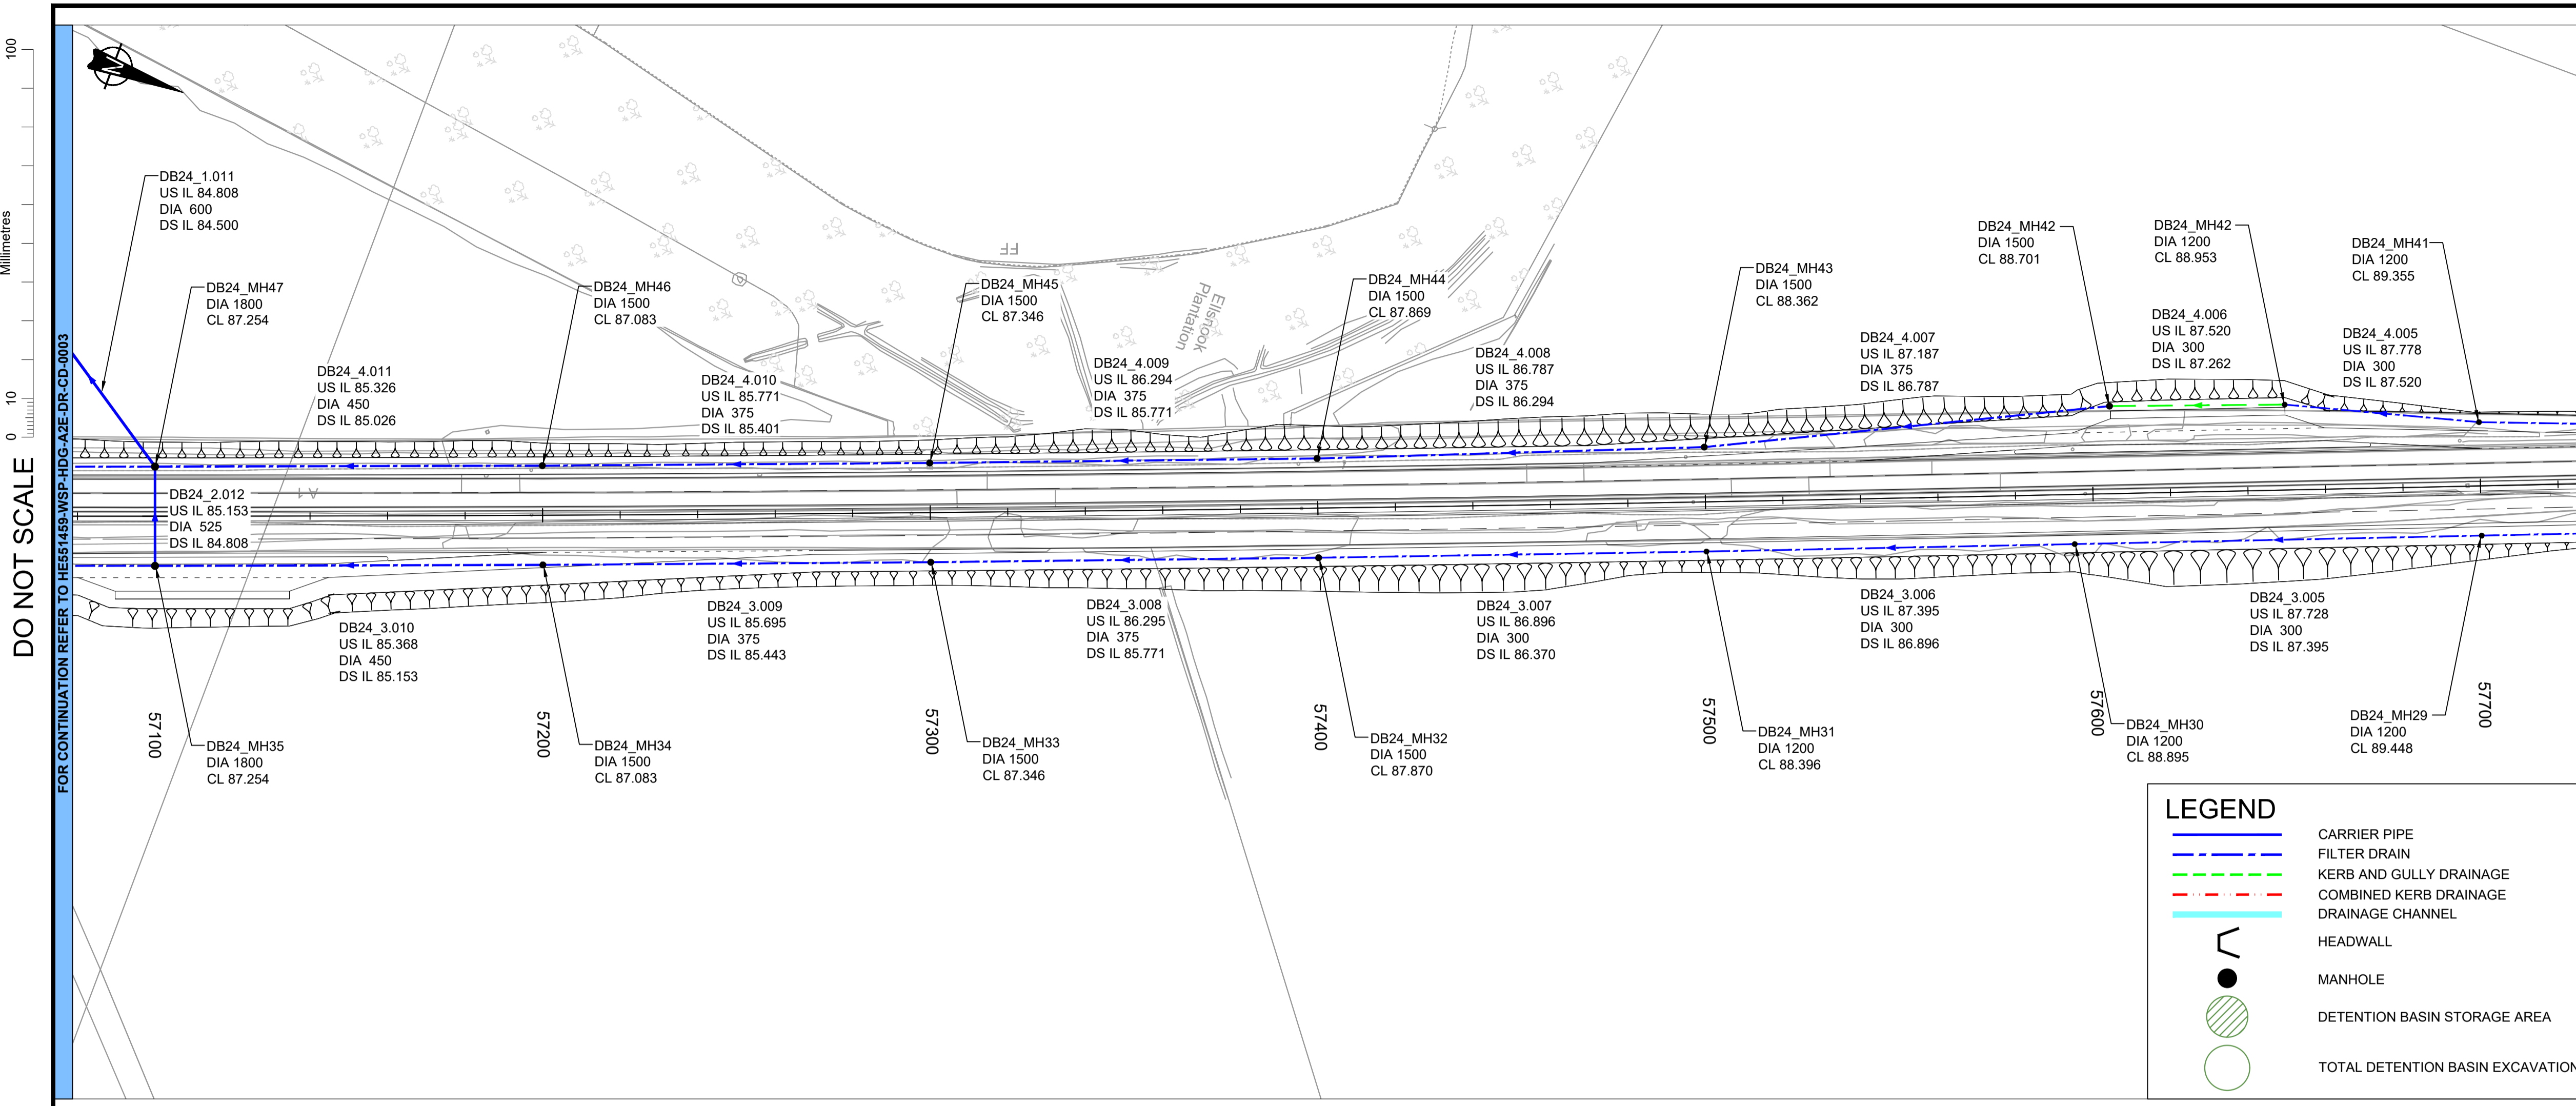 100
Millimetres
10
0
DO NOT SCALE
FOR CONTINUATION REFER TO HE551459-WSP-HDG-A2E-DR-CD-0003
N
DB24_1.011
US IL 84.808
DIA 600
DS IL 84.500
DB24_MH47
DIA 1800
CL 87.254
DB24_4.011
US IL 85.326
DIA 450
DS IL 85.026
DB24_MH46
DIA 1500
CL 87.083
DB24_4.010
US IL 85.771
DIA 375
DS IL 85.401
DB24_MH45
DIA 1500
CL 87.346
FF
DB24_4.009
US IL 86.294
DIA 375
DS IL 85.771
Ellsnook
Plantation
DB24_MH44
DIA 1500
CL 87.869
DB24_4.008
US IL 86.787
DIA 375
DS IL 86.294
DB24_MH43
DIA 1500
CL 88.362
DB24_4.007
US IL 87.187
DIA 375
DS IL 86.787
DB24_MH42
DIA 1500
CL 88.701
DB24_MH42
DIA 1200
CL 88.953
DB24_4.006
US IL 87.520
DIA 300
DS IL 87.262
DB24_MH41
DIA 1200
CL 89.355
DB24_4.005
US IL 87.778
DIA 300
DS IL 87.520
A1
DB24_2.012
US IL 85.153
DIA 525
DS IL 84.808
DB24_3.010
US IL 85.368
DIA 450
DS IL 85.153
DB24_3.009
US IL 85.695
DIA 375
DS IL 85.443
DB24_3.008
US IL 86.295
DIA 375
DS IL 85.771
DB24_3.007
US IL 86.896
DIA 300
DS IL 86.370
DB24_3.006
US IL 87.395
DIA 300
DS IL 86.896
DB24_3.005
US IL 87.728
DIA 300
DS IL 87.395
57100
DB24_MH35
DIA 1800
CL 87.254
57200
DB24_MH34
DIA 1500
CL 87.083
57300
DB24_MH33
DIA 1500
CL 87.346
57400
DB24_MH32
DIA 1500
CL 87.870
57500
DB24_MH31
DIA 1200
CL 88.396
57600
DB24_MH30
DIA 1200
CL 88.895
DB24_MH29
DIA 1200
CL 89.448
57700
LEGEND
CARRIER PIPE
FILTER DRAIN
KERB AND GULLY DRAINAGE
COMBINED KERB DRAINAGE
DRAINAGE CHANNEL
HEADWALL
MANHOLE
DETENTION BASIN STORAGE AREA
TOTAL DETENTION BASIN EXCAVATION